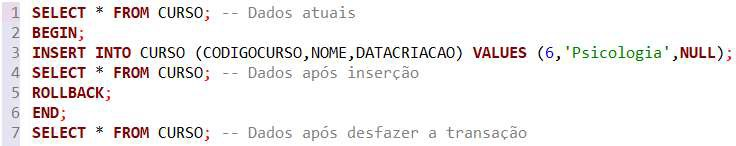 1 SELECT * FROM CURSO; -- Dados atuais
2 BEGIN;
3 INSERT INTO CURSO (CODIGOCURSO,NOME,DATACRIACAO) VALUES (6,'Psicologia',NULL);
4 SELECT * FROM CURSO; -- Dados após inserção
5 ROLLBACK;
6 END;
7 SELECT * FROM CURSO; -- Dados após desfazer a transação